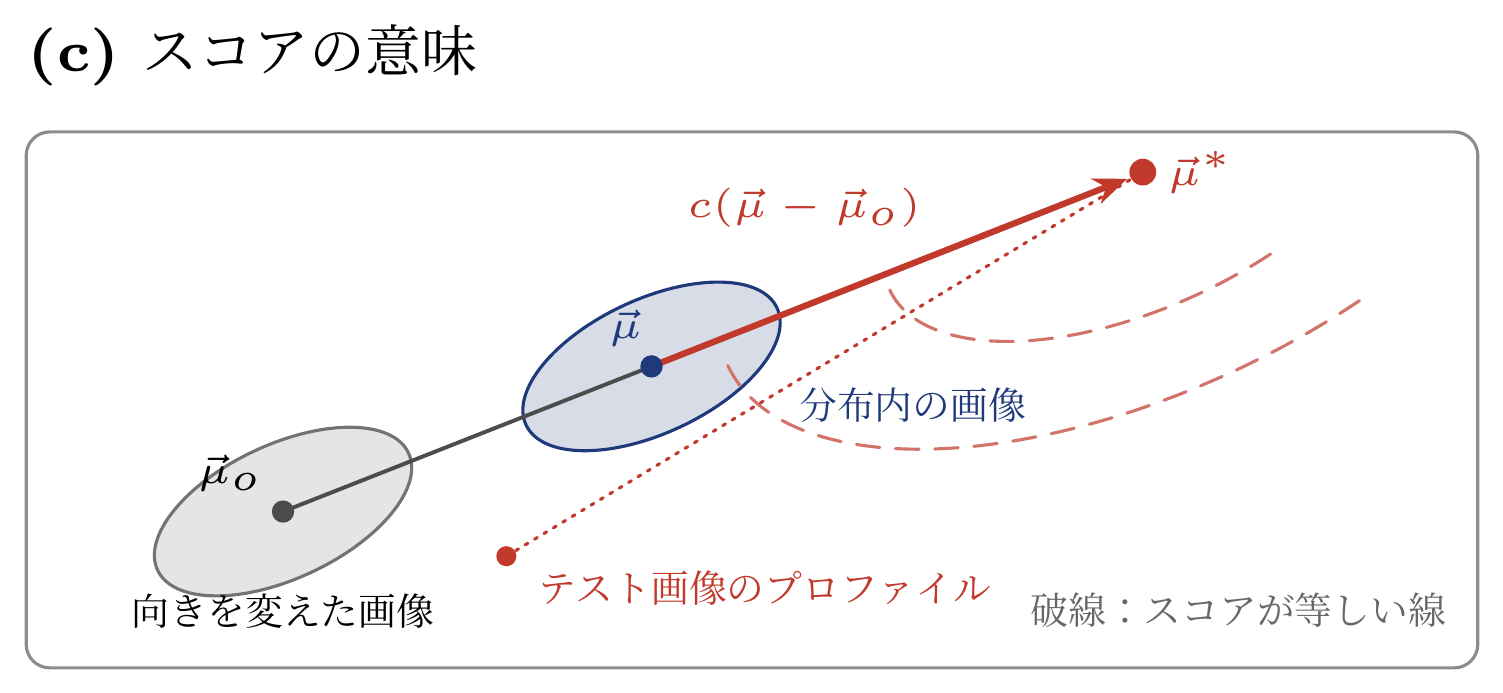 (c) スコアの意味
c(μ⃗ − μ⃗o)
μ⃗*
μ⃗
分布内の画像
μ⃗o
テスト画像のプロファイル
向きを変えた画像
破線：スコアが等しい線